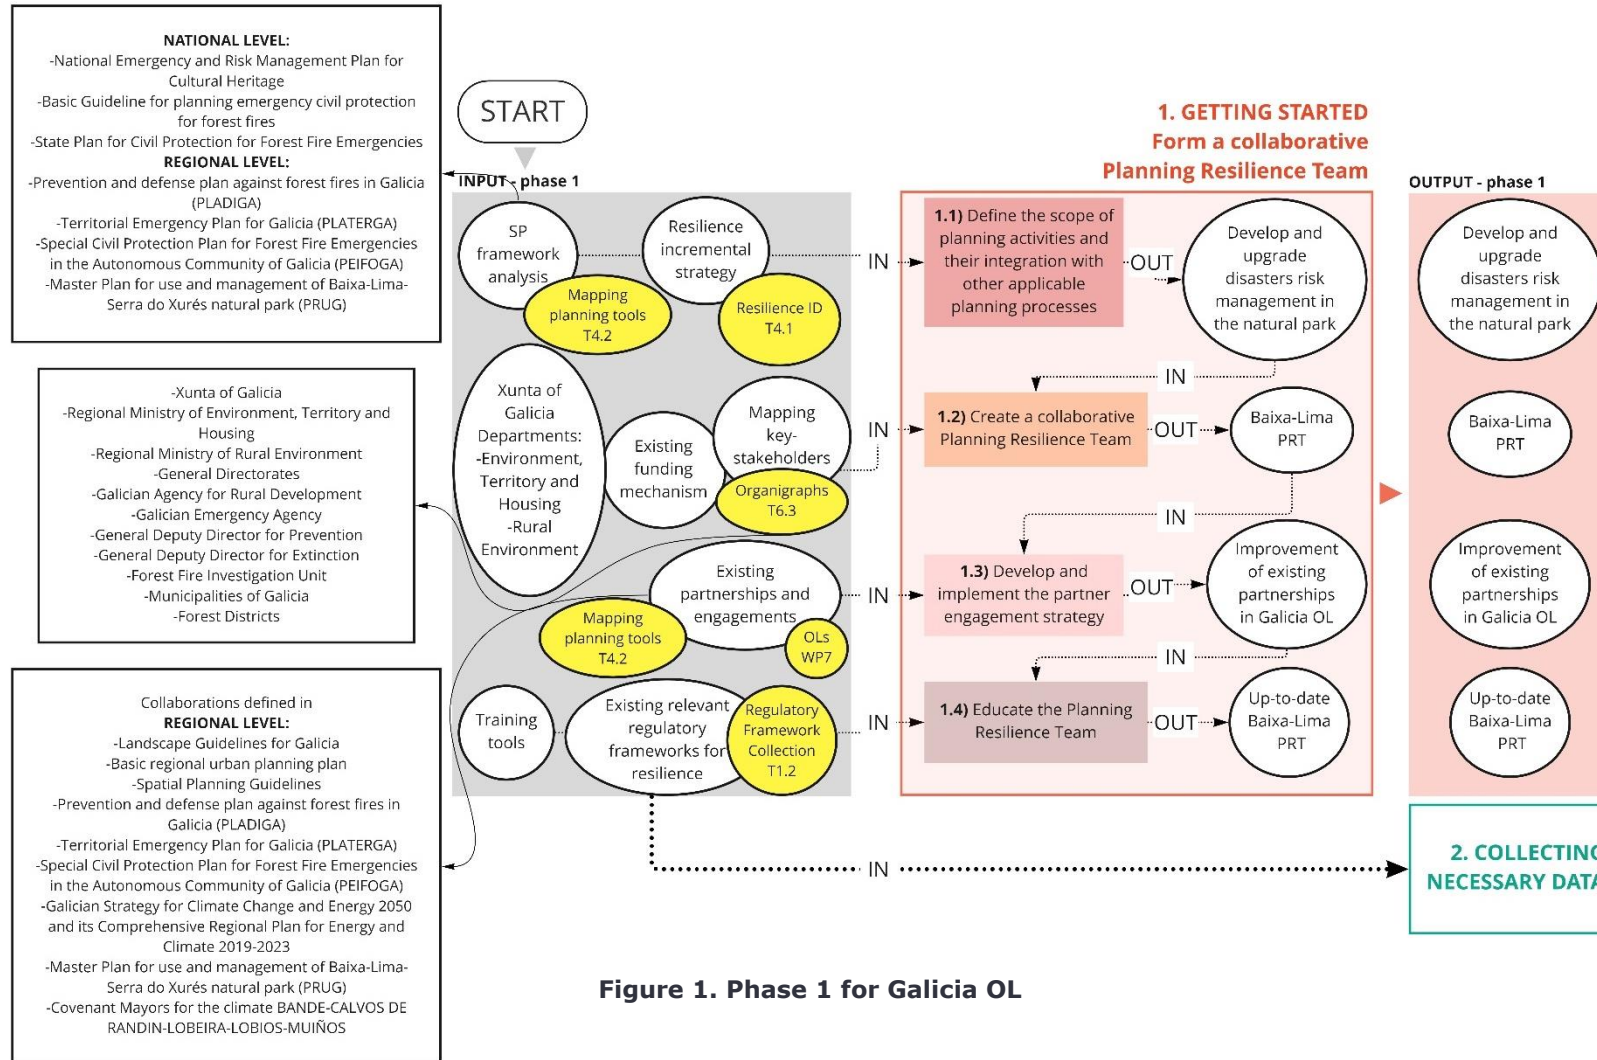 NATIONAL LEVEL:
-National Emergency and Risk Management Plan for
Cultural Heritage
-Basic Guideline for planning emergency civil protection
for forest fires
-State Plan for Civil Protection for Forest Fire Emergencies
REGIONAL LEVEL:
-Prevention and defense plan against forest fires in Galicia
(PLADIGA)
-Territorial Emergency Plan for Galicia (PLATERGA)
-Special Civil Protection Plan for Forest Fire Emergencies
in the Autonomous Community of Galicia (PEIFOGA)
-Master Plan for use and management of Baixa-Lima-
Serra do Xurés natural park (PRUG)
-Xunta of Galicia
-Regional Ministry of Environment, Territory and
Housing
-Regional Ministry of Rural Environment
-General Directorates
-Galician Agency for Rural Development
-Galician Emergency Agency
-General Deputy Director for Prevention
-General Deputy Director for Extinction
-Forest Fire Investigation Unit
-Municipalities of Galicia
-Forest Districts
Collaborations defined in
REGIONAL LEVEL:
-Landscape Guidelines for Galicia
-Basic regional urban planning plan
-Spatial Planning Guidelines
-Prevention and defense plan against forest fires in
Galicia (PLADIGA)
-Territorial Emergency Plan for Galicia (PLATERGA)
-Special Civil Protection Plan for Forest Fire Emergencies
in the Autonomous Community of Galicia (PEIFOGA)
-Galician Strategy for Climate Change and Energy 2050
and its Comprehensive Regional Plan for Energy and
Climate 2019-2023
-Master Plan for use and management of Baixa-Lima-
Serra do Xurés natural park (PRUG)
-Covenant Mayors for the climate BANDE-CALVOS DE
RANDIN-LOBEIRA-LOBIOS-MUIÑOS
START
INPUT - phase 1
SP
framework
analysis
Mapping
planning tools
T4.2
Resilience
incremental
strategy
Resilience ID
T4.1
Xunta of
Galicia
Departments:
-Environment,
Territory and
Housing
-Rural
Environment
Existing
funding
mechanism
Mapping
key-
stakeholders
Organigraphs
T6.3
Existing
partnerships and
engagements
Mapping
planning tools
T4.2
OLs
WP7
Training
tools
Existing relevant
regulatory
frameworks for
resilience
Regulatory
Framework
Collection
T1.2
IN
IN
IN
IN
IN
1. GETTING STARTED
Form a collaborative
Planning Resilience Team
1.1) Define the scope of
planning activities and
their integration with
other applicable
planning processes
OUT
Develop and
upgrade
disasters risk
management in
the natural park
IN
1.2) Create a collaborative
Planning Resilience Team
OUT
Baixa-Lima
PRT
IN
1.3) Develop and
implement the partner
engagement strategy
OUT
Improvement
of existing
partnerships
in Galicia OL
IN
1.4) Educate the Planning
Resilience Team
OUT
Up-to-date
Baixa-Lima
PRT
OUTPUT - phase 1
Develop and
upgrade
disasters risk
management in
the natural park
Baixa-Lima
PRT
Improvement
of existing
partnerships
in Galicia OL
Up-to-date
Baixa-Lima
PRT
2. COLLECTING
NECESSARY DATA
Figure 1. Phase 1 for Galicia OL